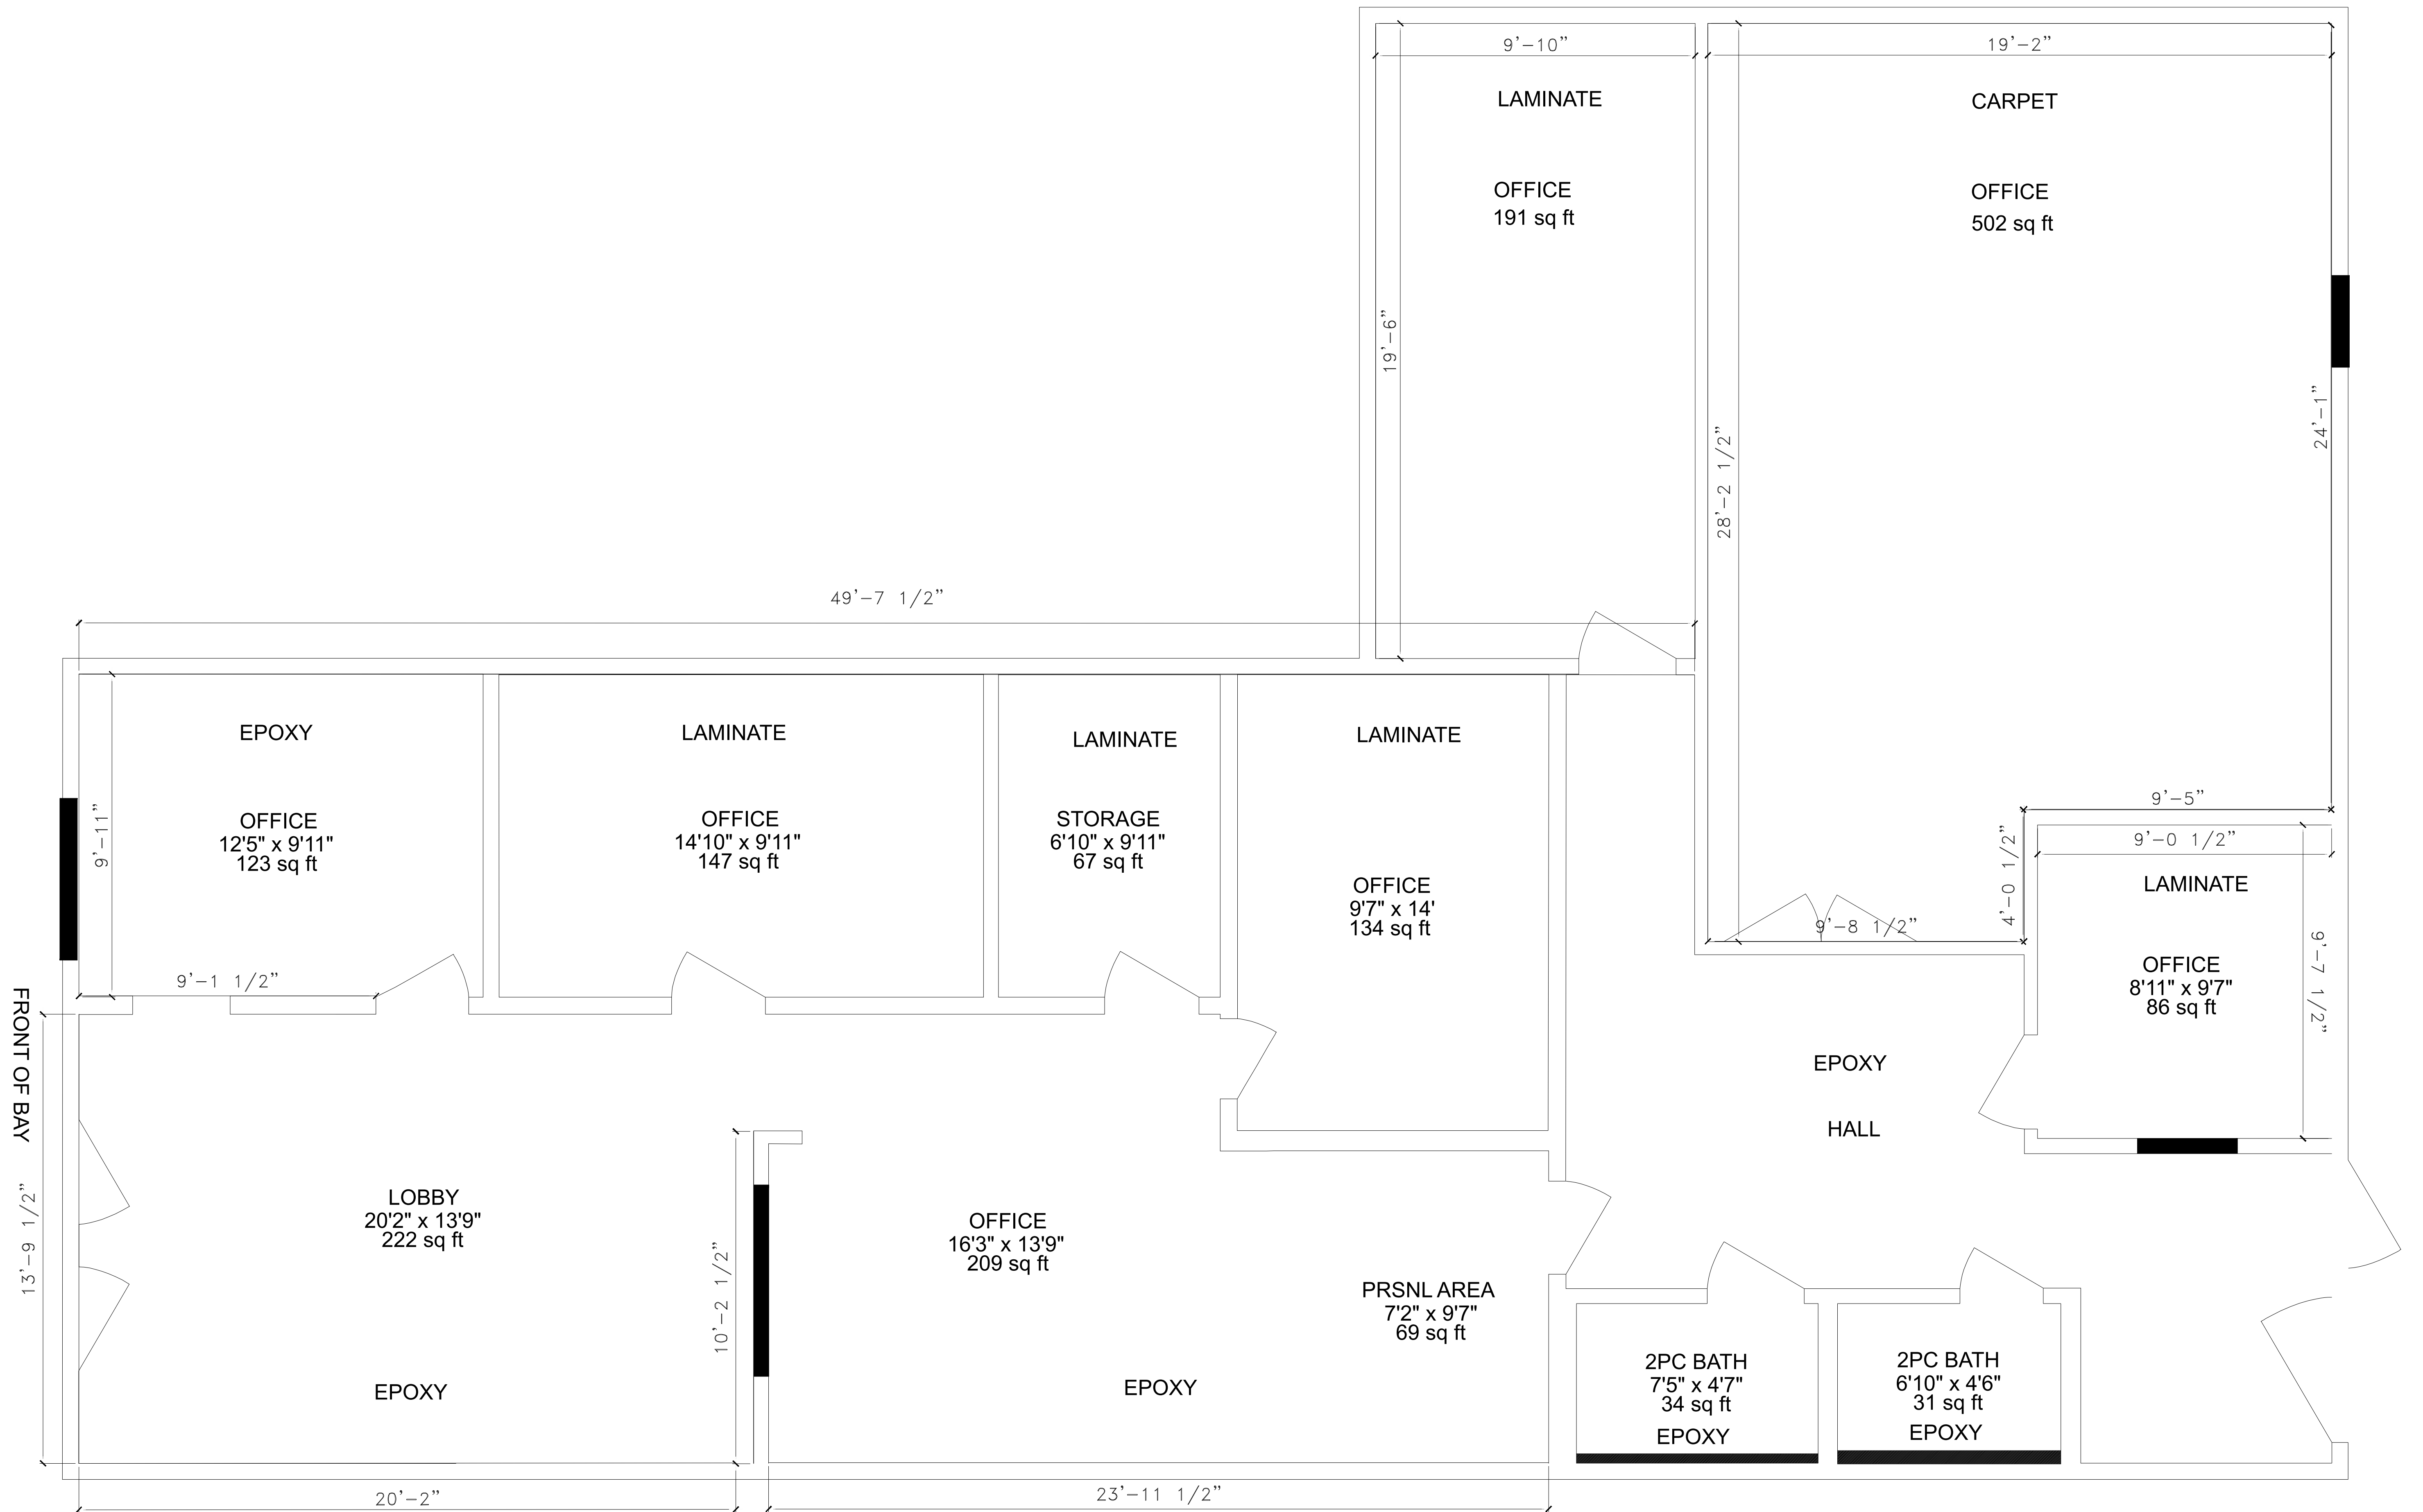 9’-10”
19’-2”
LAMINATE
CARPET
OFFICE
191 sq ft
OFFICE
502 sq ft
19’-6”
24’-1”
28’-2 1/2”
49’-7 1/2”
EPOXY
LAMINATE
LAMINATE
LAMINATE
9’-11”
OFFICE
12'5" x 9'11"
123 sq ft
OFFICE
14'10" x 9'11"
147 sq ft
STORAGE
6'10" x 9'11"
67 sq ft
OFFICE
9'7" x 14'
134 sq ft
9’-5”
9’-0 1/2”
4’-0 1/2”
LAMINATE
9’-8 1/2”
9’-7 1/2”
OFFICE
8'11" x 9'7"
86 sq ft
9’-1 1/2”
FRONT OF BAY
EPOXY
HALL
13’-9 1/2”
LOBBY
20'2" x 13'9"
222 sq ft
10’-2 1/2”
OFFICE
16'3" x 13'9"
209 sq ft
PRSNL AREA
7'2" x 9'7"
69 sq ft
EPOXY
EPOXY
2PC BATH
7'5" x 4'7"
34 sq ft
EPOXY
2PC BATH
6'10" x 4'6"
31 sq ft
EPOXY
20’-2”
23’-11 1/2”